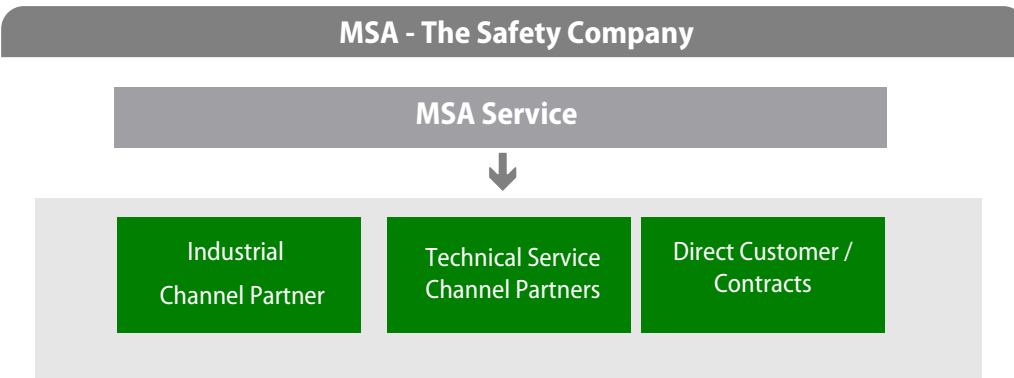 MSA - The Safety Company
MSA Service
Industrial
Channel Partner
Technical Service
Channel Partners
Direct Customer /
Contracts